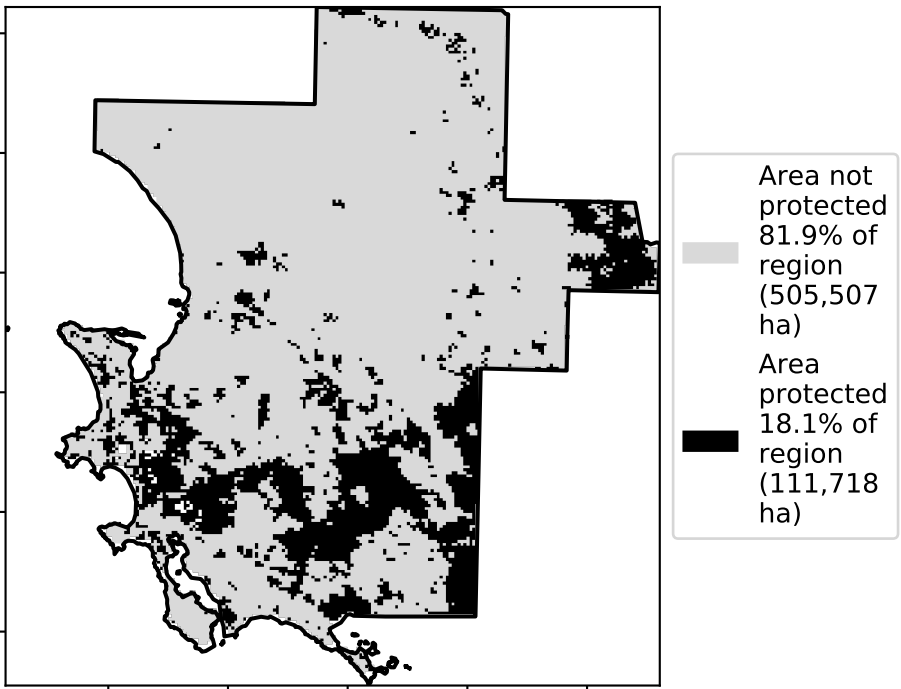 Area not
protected
81.9% of
region
(505,507
ha)
Area
protected
18.1% of
region
(111,718
ha)